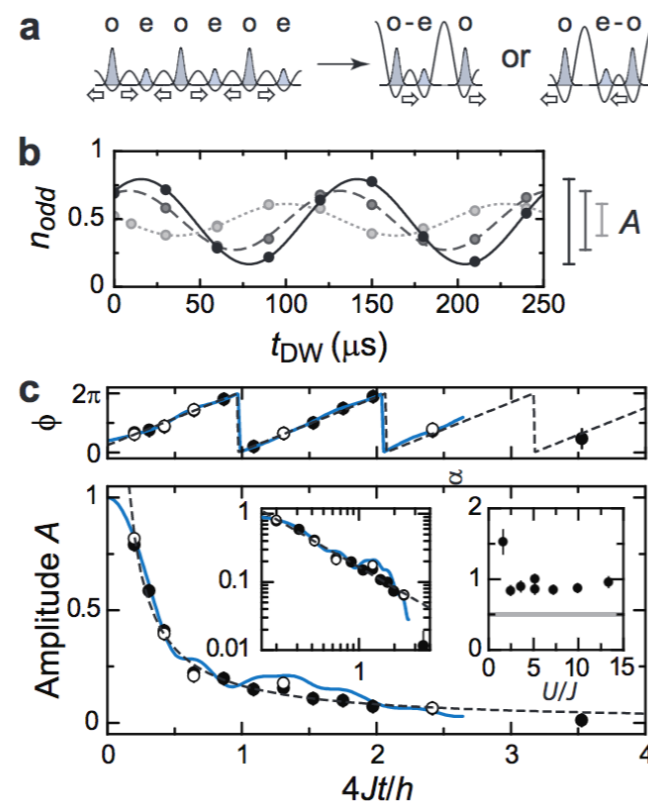 a
o e o e o e
o - e o
or
o e - o
b
1
0.5
0
n_odd
A
0 50 100 150 200 250
t_DW (μs)
c
2π
0
ϕ
α
1
0.5
0
Amplitude A
1
0.1
0.01
1
2
1
0
0 5 10 15
U/J
0 1 2 3 4
4Jt/h